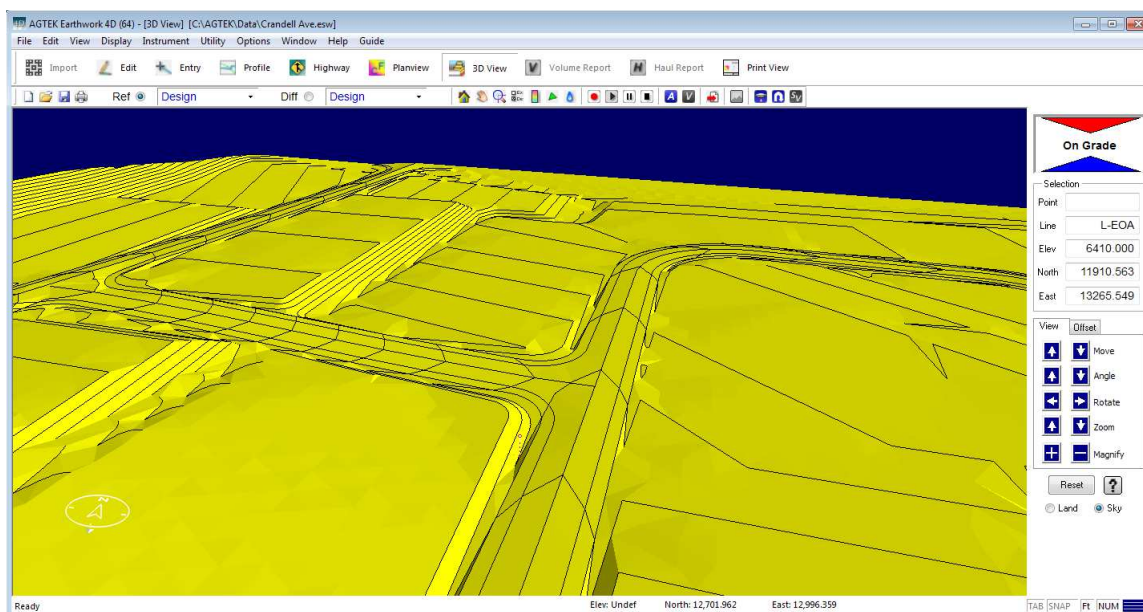 AGTEK Earthwork 4D (64) - [3D View] [C:\AGTEK\Data\Crandell Ave.esw]
File Edit View Display Instrument Utility Options Window Help Guide
Import Edit Entry Profile Highway Planview 3D View V Volume Report H Haul Report Print View
Ref Design Diff Design A V
On Grade
Selection
Point
Line L-EOA
Elev 6410.000
North 11910.563
East 13265.549
View Offset
Move
Angle
Rotate
Zoom
Magnify
Reset ?
Land Sky
N
Ready Elev: Undef North: 12,701.962 East: 12,996.359 TAB SNAP Ft NUM